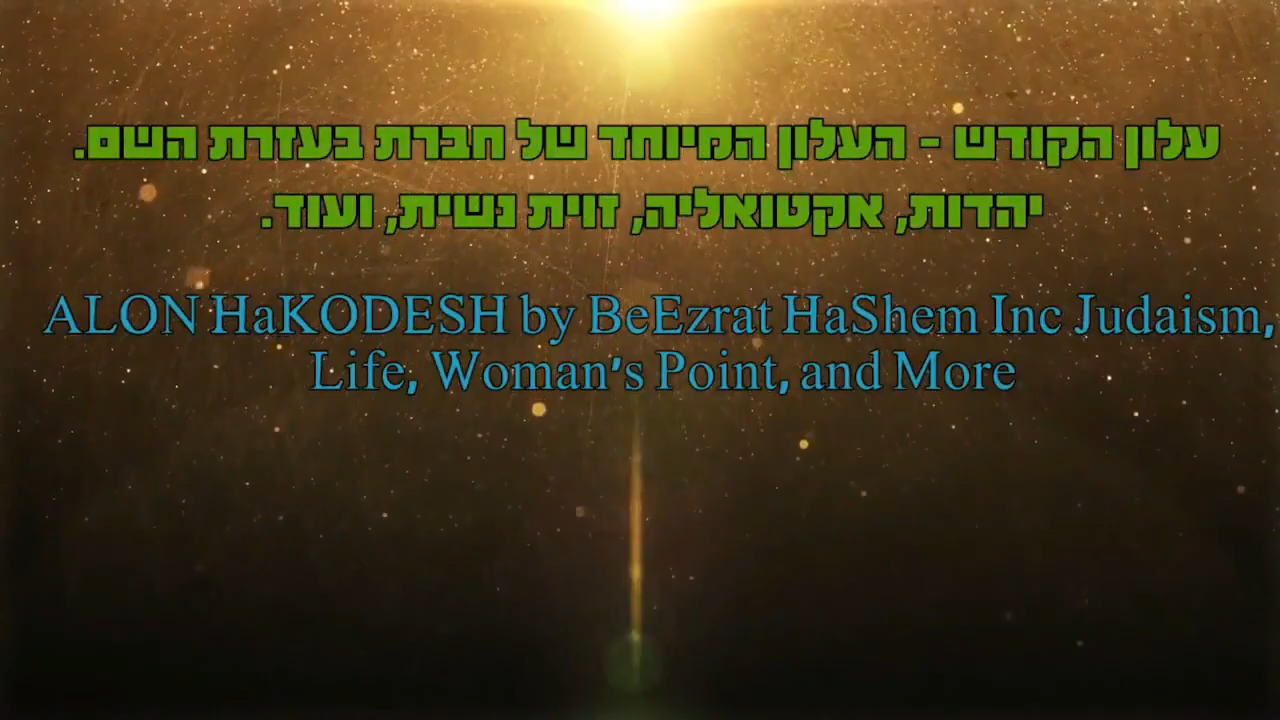 עלון הקודש - העלון המיוחד של חברת בעזרת השם.
יהדות, אקטואליה, זוית נשית, ועוד.
ALON HaKODESH by BeEzrat HaShem Inc Judaism,
Life, Woman's Point, and More